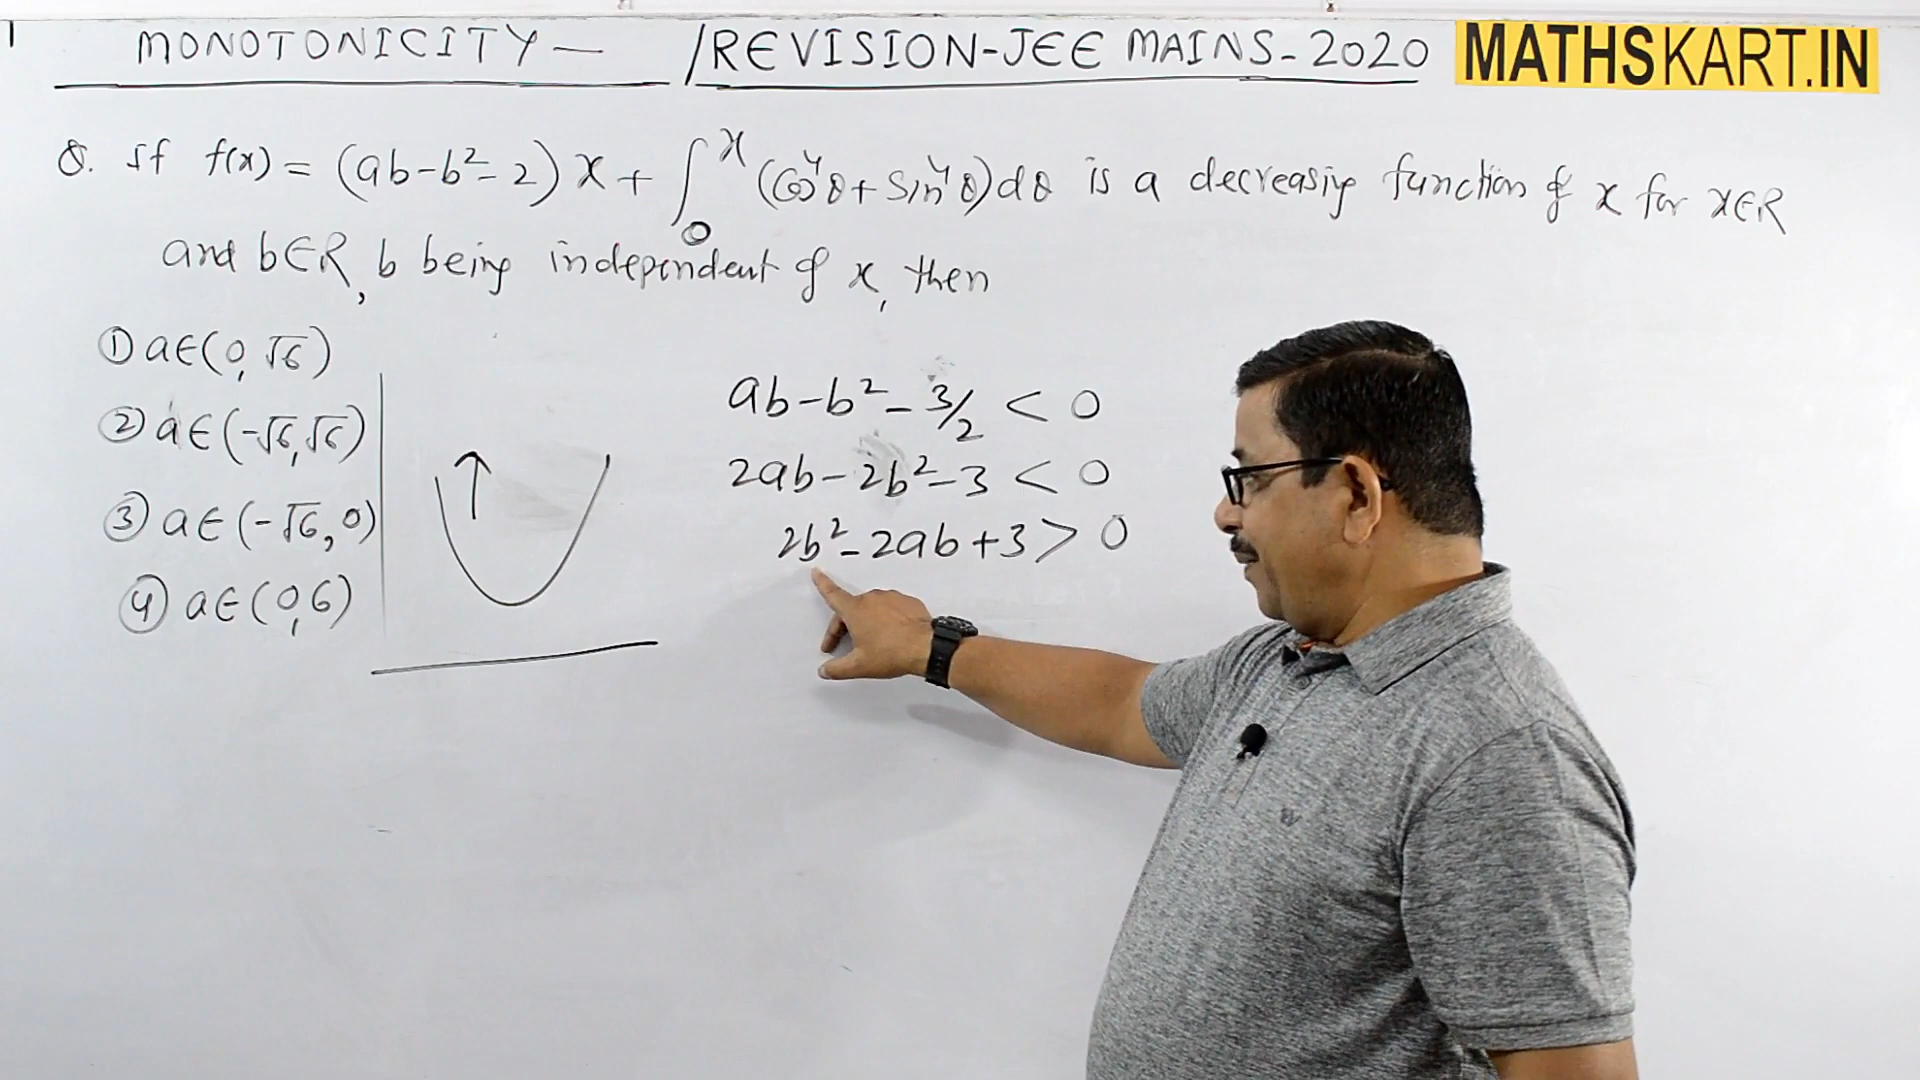 MONOTONICITY — /REVISION-JEE MAINS-2020 MATHSKART.IN
Q. If f(x) = (ab-b²-2)x + ∫₀ˣ (cos⁴θ + sin⁴θ)dθ is a decreasing function of x for x∈R
and b∈R, b being independent of x, then
① a∈(0, √6)
② a∈(-√6, √6)
③ a∈(-√6, 0)
④ a∈(0, 6)
ab-b²-3/2 < 0
2ab-2b²-3 < 0
2b²-2ab+3 > 0